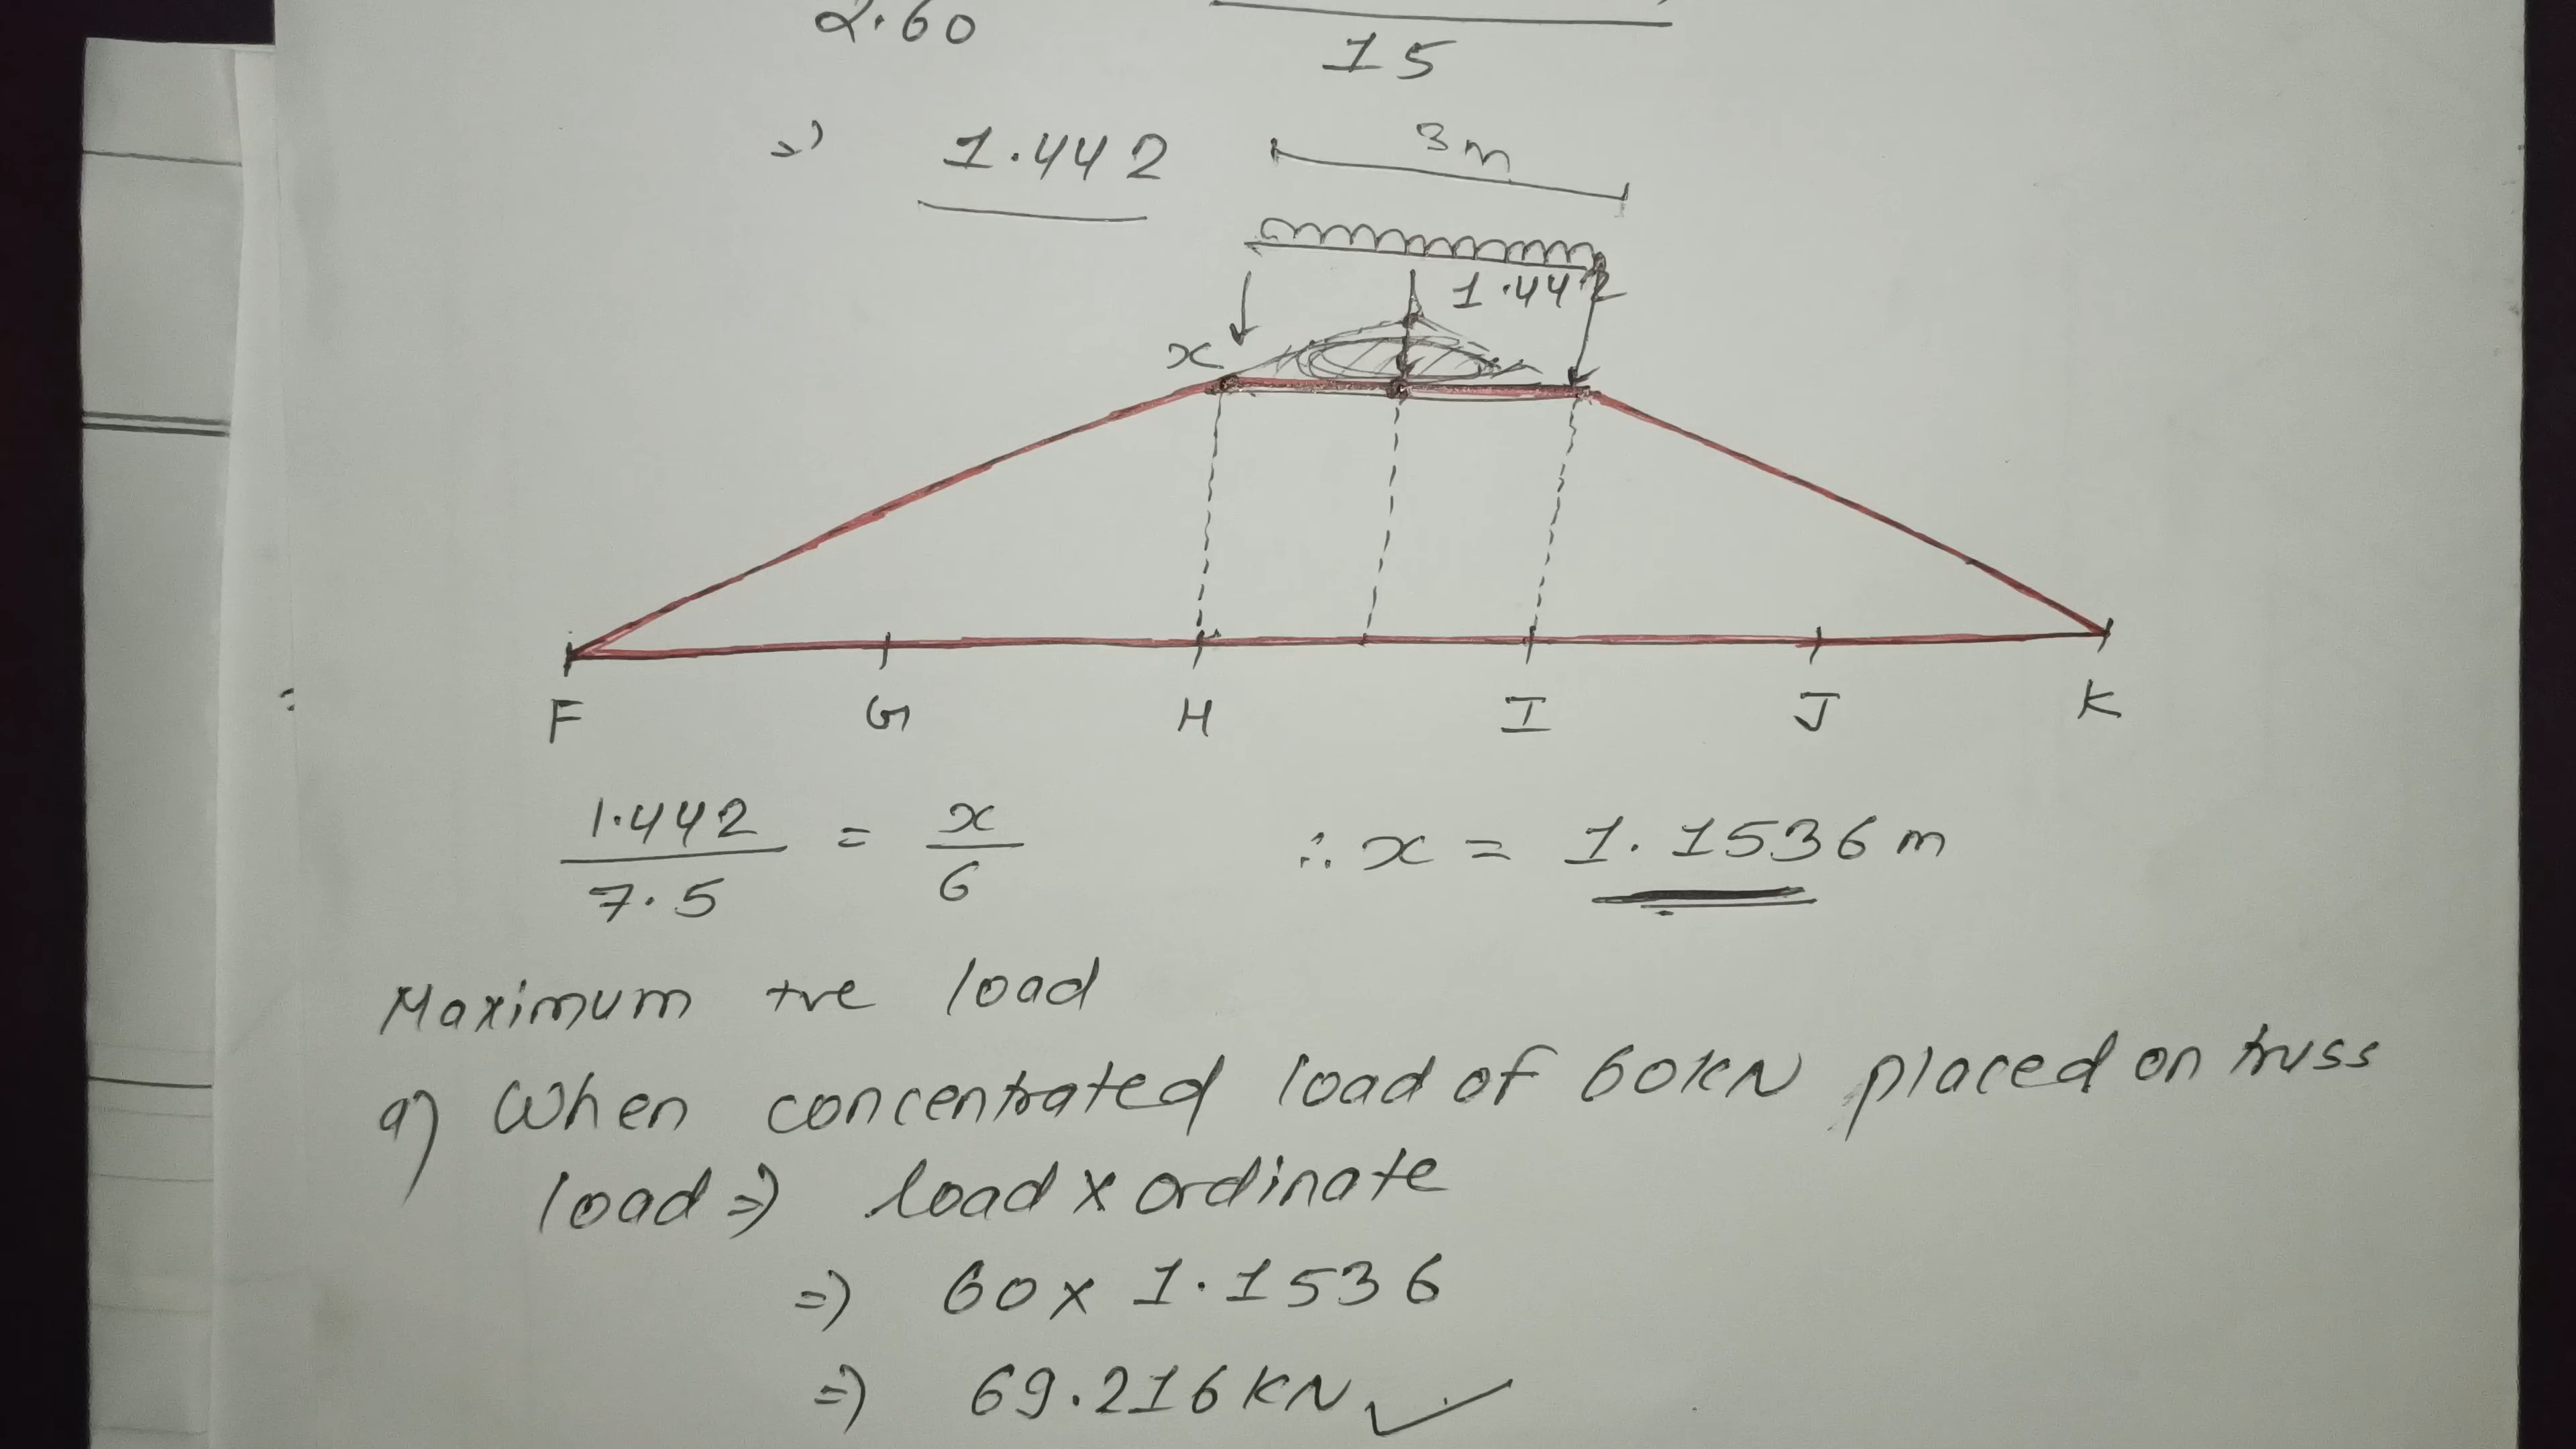 2.60
15
=> 1.442
3m
1.442
x
F G H I J K
1.442/7.5 = x/6 ∴ x = 1.1536 m
Maximum +ve load
a) When concentrated load of 60KN placed on truss
load => load x ordinate
=> 60 x 1.1536
=> 69.216 KN ✓